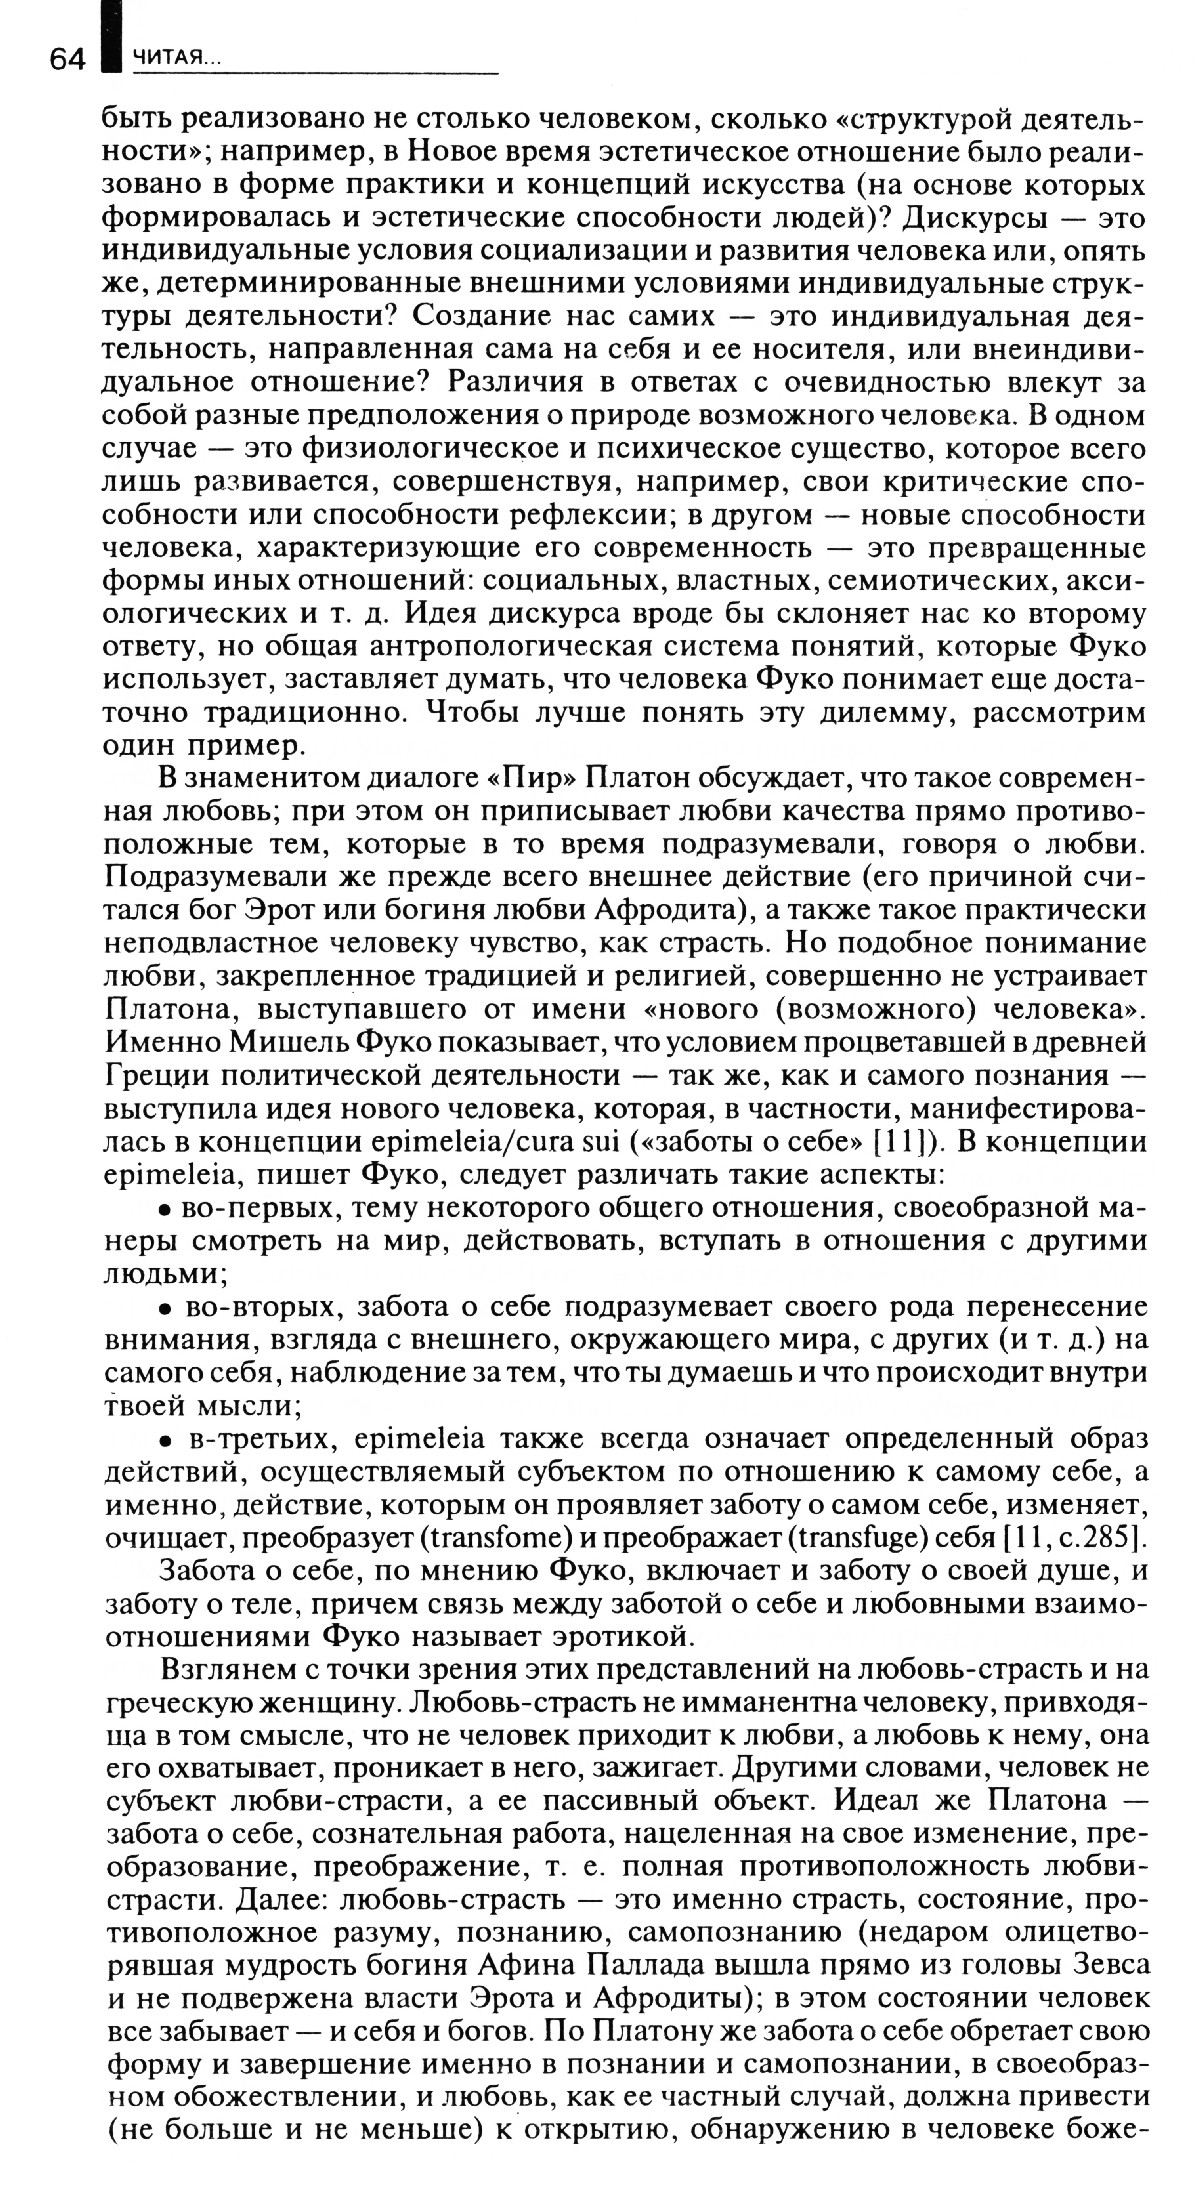 64
ЧИТАЯ...
быть реализовано не столько человеком, сколько «структурой деятель-
ности»; например, в Новое время эстетическое отношение было реали-
зовано в форме практики и концепций искусства (на основе которых
формировалась и эстетические способности людей)? Дискурсы — это
индивидуальные условия социализации и развития человека или, опять
же, детерминированные внешними условиями индивидуальные струк-
туры деятельности? Создание нас самих — это индивидуальная дея-
тельность, направленная сама на себя и ее носителя, или внеиндиви-
дуальное отношение? Различия в ответах с очевидностью влекут за
собой разные предположения о природе возможного человека. В одном
случае — это физиологическое и психическое существо, которое всего
лишь развивается, совершенствуя, например, свои критические спо-
собности или способности рефлексии; в другом — новые способности
человека, характеризующие его современность — это превращенные
формы иных отношений: социальных, властных, семиотических, акси-
ологических и т. д. Идея дискурса вроде бы склоняет нас ко второму
ответу, но общая антропологическая система понятий, которые Фуко
использует, заставляет думать, что человека Фуко понимает еще доста-
точно традиционно. Чтобы лучше понять эту дилемму, рассмотрим
один пример.
В знаменитом диалоге «Пир» Платон обсуждает, что такое современ-
ная любовь; при этом он приписывает любви качества прямо противо-
положные тем, которые в то время подразумевали, говоря о любви.
Подразумевали же прежде всего внешнее действие (его причиной счи-
тался бог Эрот или богиня любви Афродита), а также такое практически
неподвластное человеку чувство, как страсть. Но подобное понимание
любви, закрепленное традицией и религией, совершенно не устраивает
Платона, выступавшего от имени «нового (возможного) человека».
Именно Мишель Фуко показывает, что условием процветавшей в древней
Греции политической деятельности — так же, как и самого познания —
выступила идея нового человека, которая, в частности, манифестирова-
лась в концепции epimeleia/cura sui («заботы о себе» [11]). В концепции
epimeleia, пишет Фуко, следует различать такие аспекты:
• во-первых, тему некоторого общего отношения, своеобразной ма-
неры смотреть на мир, действовать, вступать в отношения с другими
людьми;
• во-вторых, забота о себе подразумевает своего рода перенесение
внимания, взгляда с внешнего, окружающего мира, с других (и т. д.) на
самого себя, наблюдение за тем, что ты думаешь и что происходит внутри
твоей мысли;
• в-третьих, epimeleia также всегда означает определенный образ
действий, осуществляемый субъектом по отношению к самому себе, а
именно, действие, которым он проявляет заботу о самом себе, изменяет,
очищает, преобразует (transfome) и преображает (transfuge) себя [11, с.285].
Забота о себе, по мнению Фуко, включает и заботу о своей душе, и
заботу о теле, причем связь между заботой о себе и любовными взаимо-
отношениями Фуко называет эротикой.
Взглянем с точки зрения этих представлений на любовь-страсть и на
греческую женщину. Любовь-страсть не имманентна человеку, привходя-
ща в том смысле, что не человек приходит к любви, а любовь к нему, она
его охватывает, проникает в него, зажигает. Другими словами, человек не
субъект любви-страсти, а ее пассивный объект. Идеал же Платона —
забота о себе, сознательная работа, нацеленная на свое изменение, пре-
образование, преображение, т. е. полная противоположность любви-
страсти. Далее: любовь-страсть — это именно страсть, состояние, про-
тивоположное разуму, познанию, самопознанию (недаром олицетво-
рявшая мудрость богиня Афина Паллада вышла прямо из головы Зевса
и не подвержена власти Эрота и Афродиты); в этом состоянии человек
все забывает — и себя и богов. По Платону же забота о себе обретает свою
форму и завершение именно в познании и самопознании, в своеобраз-
ном обожествлении, и любовь, как ее частный случай, должна привести
(не больше и не меньше) к открытию, обнаружению в человеке боже-